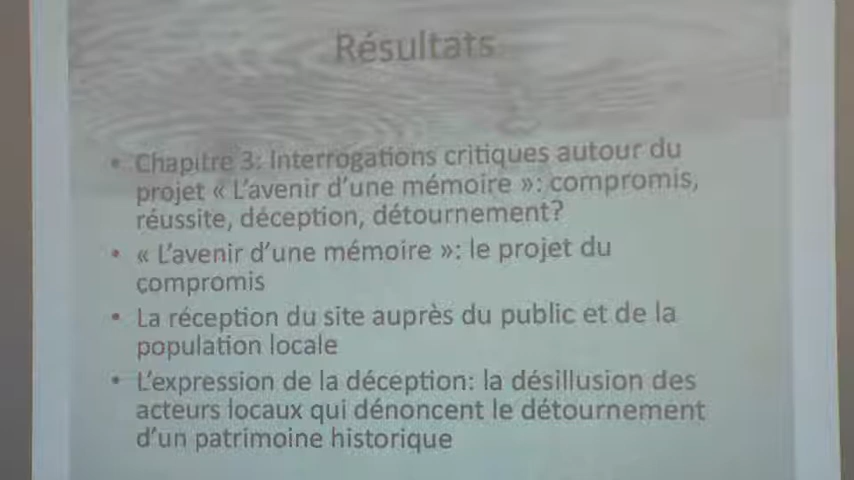 Résultats
• Chapitre 3: Interrogations critiques autour du
projet « L'avenir d'une mémoire »: compromis,
réussite, déception, détournement?
• « L'avenir d'une mémoire »: le projet du
compromis
• La réception du site auprès du public et de la
population locale
• L'expression de la déception: la désillusion des
acteurs locaux qui dénoncent le détournement
d'un patrimoine historique